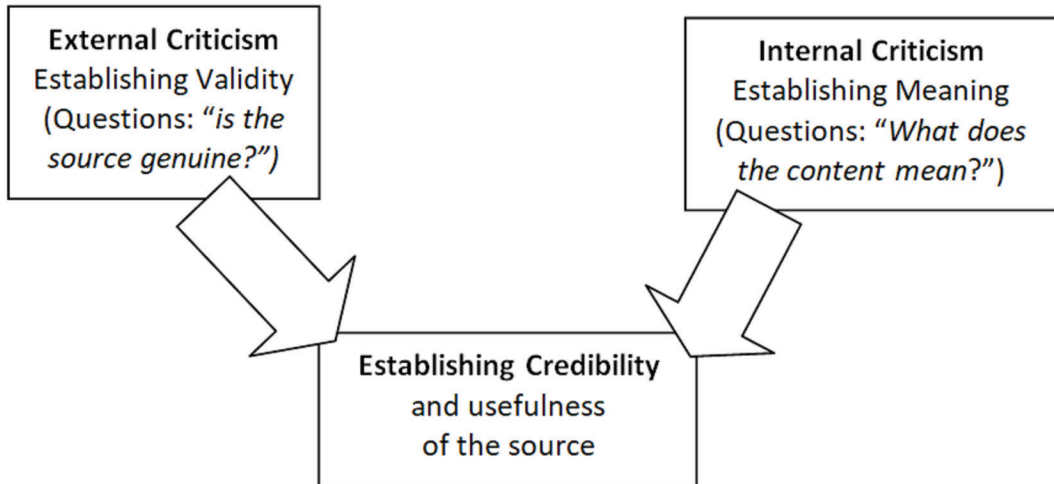 External Criticism
Establishing Validity
(Questions: “is the
source genuine?”)
Internal Criticism
Establishing Meaning
(Questions: “What does
the content mean?”)
Establishing Credibility
and usefulness
of the source